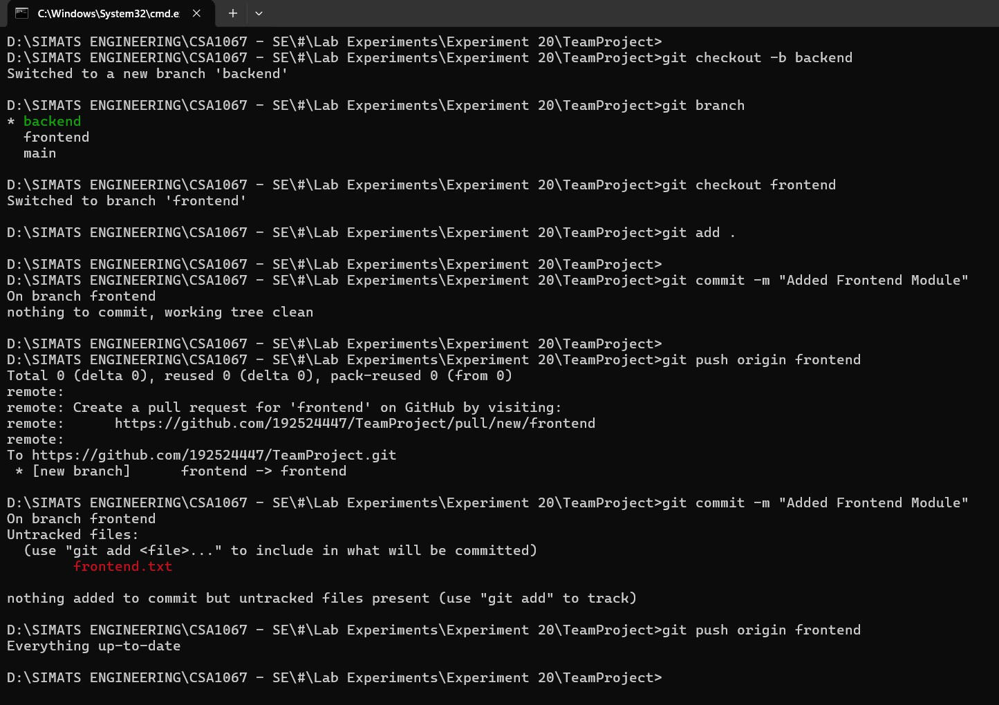 C:\Windows\System32\cmd.e
D:\SIMATS ENGINEERING\CSA1067 - SE\#\Lab Experiments\Experiment 20\TeamProject>
D:\SIMATS ENGINEERING\CSA1067 - SE\#\Lab Experiments\Experiment 20\TeamProject>git checkout -b backend
Switched to a new branch 'backend'
D:\SIMATS ENGINEERING\CSA1067 - SE\#\Lab Experiments\Experiment 20\TeamProject>git branch
* backend
frontend
main
D:\SIMATS ENGINEERING\CSA1067 - SE\#\Lab Experiments\Experiment 20\TeamProject>git checkout frontend
Switched to branch 'frontend'
D:\SIMATS ENGINEERING\CSA1067 - SE\#\Lab Experiments\Experiment 20\TeamProject>git add .
D:\SIMATS ENGINEERING\CSA1067 - SE\#\Lab Experiments\Experiment 20\TeamProject>
D:\SIMATS ENGINEERING\CSA1067 - SE\#\Lab Experiments\Experiment 20\TeamProject>git commit -m "Added Frontend Module"
On branch frontend
nothing to commit, working tree clean
D:\SIMATS ENGINEERING\CSA1067 - SE\#\Lab Experiments\Experiment 20\TeamProject>
D:\SIMATS ENGINEERING\CSA1067 - SE\#\Lab Experiments\Experiment 20\TeamProject>git push origin frontend
Total 0 (delta 0), reused 0 (delta 0), pack-reused 0 (from 0)
remote:
remote: Create a pull request for 'frontend' on GitHub by visiting:
remote:      https://github.com/192524447/TeamProject/pull/new/frontend
remote:
To https://github.com/192524447/TeamProject.git
* [new branch]      frontend -> frontend
D:\SIMATS ENGINEERING\CSA1067 - SE\#\Lab Experiments\Experiment 20\TeamProject>git commit -m "Added Frontend Module"
On branch frontend
Untracked files:
(use "git add <file>..." to include in what will be committed)
frontend.txt
nothing added to commit but untracked files present (use "git add" to track)
D:\SIMATS ENGINEERING\CSA1067 - SE\#\Lab Experiments\Experiment 20\TeamProject>git push origin frontend
Everything up-to-date
D:\SIMATS ENGINEERING\CSA1067 - SE\#\Lab Experiments\Experiment 20\TeamProject>